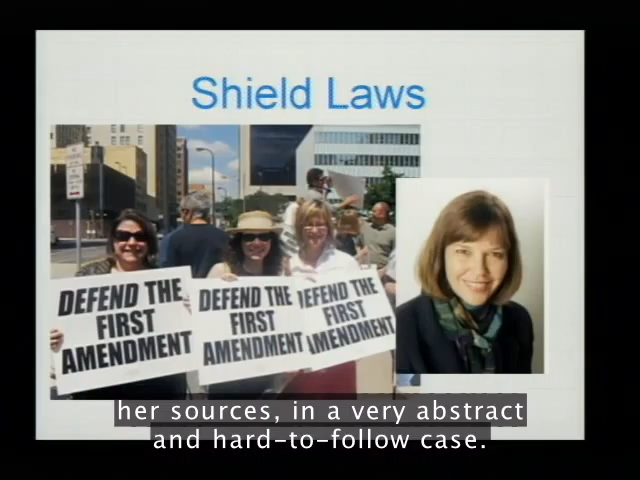 Shield Laws
DEFEND THE
FIRST
AMENDMENT
DEFEND THE
FIRST
AMENDMENT
DEFEND THE
FIRST
AMENDMENT
her sources, in a very abstract
and hard-to-follow case.